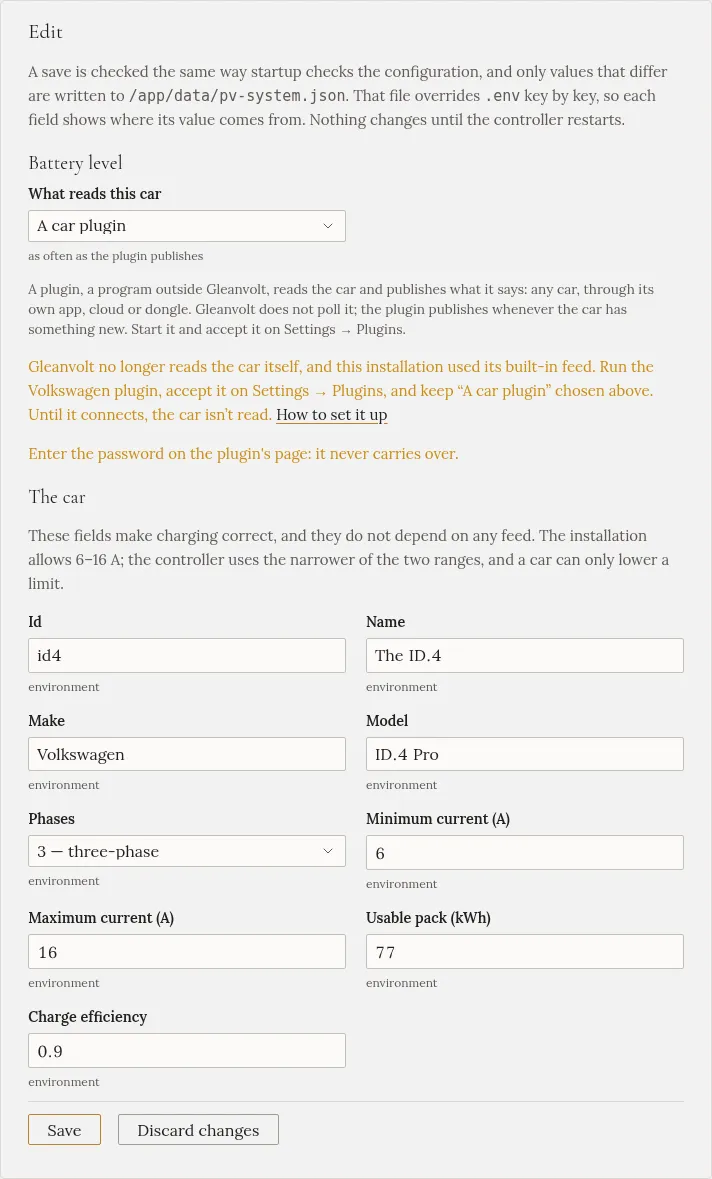 Edit
A save is checked the same way startup checks the configuration, and only values that differ
are written to /app/data/pv-system.json. That file overrides .env key by key, so each
field shows where its value comes from. Nothing changes until the controller restarts.
Battery level
What reads this car
A car plugin
as often as the plugin publishes
A plugin, a program outside Gleanvolt, reads the car and publishes what it says: any car, through its
own app, cloud or dongle. Gleanvolt does not poll it; the plugin publishes whenever the car has
something new. Start it and accept it on Settings → Plugins.
Gleanvolt no longer reads the car itself, and this installation used its built-in feed. Run the
Volkswagen plugin, accept it on Settings → Plugins, and keep “A car plugin” chosen above.
Until it connects, the car isn’t read. How to set it up
Enter the password on the plugin's page: it never carries over.
The car
These fields make charging correct, and they do not depend on any feed. The installation
allows 6–16 A; the controller uses the narrower of the two ranges, and a car can only lower a
limit.
Id
id4
environment
Name
The ID.4
environment
Make
Volkswagen
environment
Model
ID.4 Pro
environment
Phases
3 — three-phase
environment
Minimum current (A)
6
environment
Maximum current (A)
16
environment
Usable pack (kWh)
77
environment
Charge efficiency
0.9
environment
Save
Discard changes